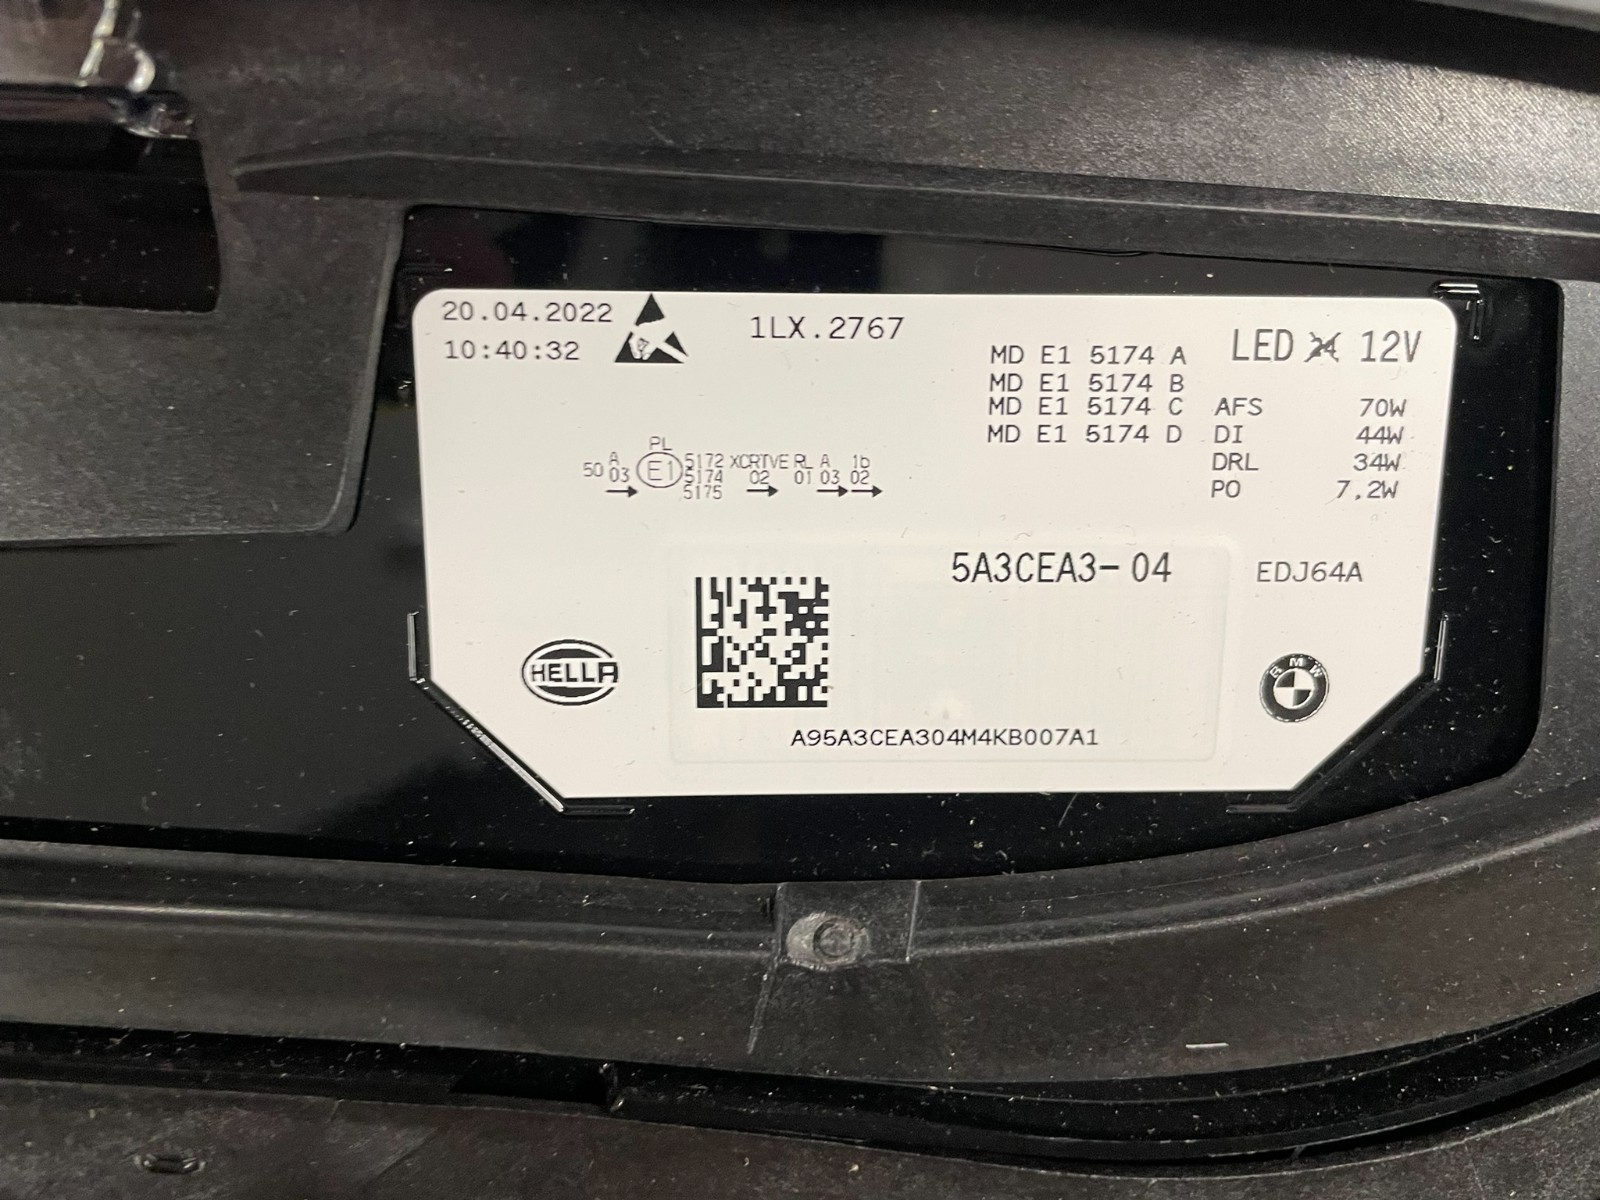 20.04.2022
10:40:32
1LX.2767
LED 24 12V
MD E1 5174 A
MD E1 5174 B
MD E1 5174 C
MD E1 5174 D
AFS 70W
DI 44W
DRL 34W
PO 7,2W
PL
50 A 03 E1 5172 XCRTVE RL A 1b
5174 02 01 03 02
5175
5A3CEA3-04
EDJ64A
HELLA
BMW
A95A3CEA304M4KB007A1